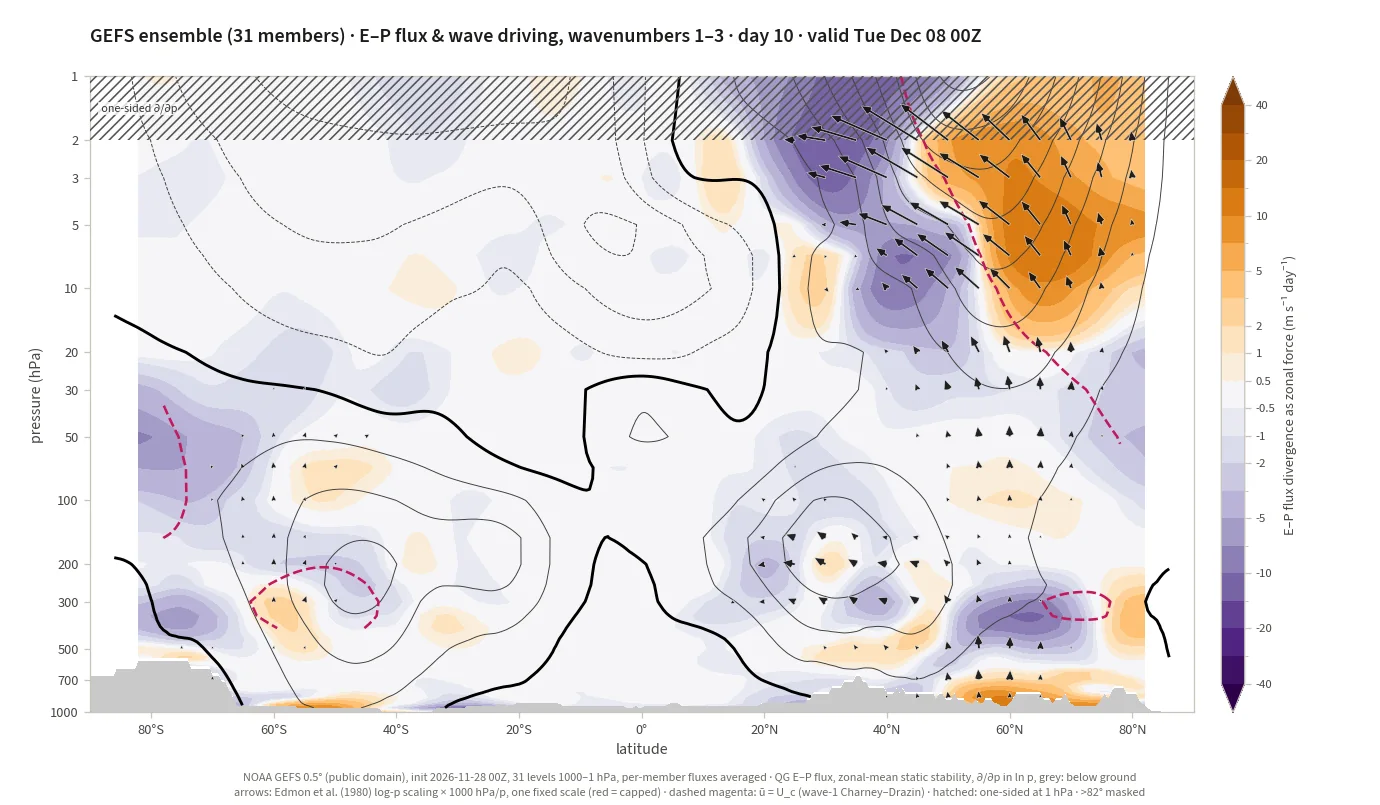 GEFS ensemble (31 members) · E–P flux & wave driving, wavenumbers 1–3 · day 10 · valid Tue Dec 08 00Z
one-sided ∂/∂p
pressure (hPa)
1
2
3
5
10
20
30
50
100
200
300
500
700
1000
80°S
60°S
40°S
20°S
0°
20°N
40°N
60°N
80°N
latitude
40
20
10
5
2
1
0.5
-0.5
-1
-2
-5
-10
-20
-40
E–P flux divergence as zonal force (m s⁻¹ day⁻¹)
NOAA GEFS 0.5° (public domain), init 2026-11-28 00Z, 31 levels 1000–1 hPa, per-member fluxes averaged · QG E–P flux, zonal-mean static stability, ∂/∂p in ln p, grey: below ground
arrows: Edmon et al. (1980) log-p scaling × 1000 hPa/p, one fixed scale (red = capped) · dashed magenta: ū = U_c (wave-1 Charney–Drazin) · hatched: one-sided at 1 hPa · >82° masked